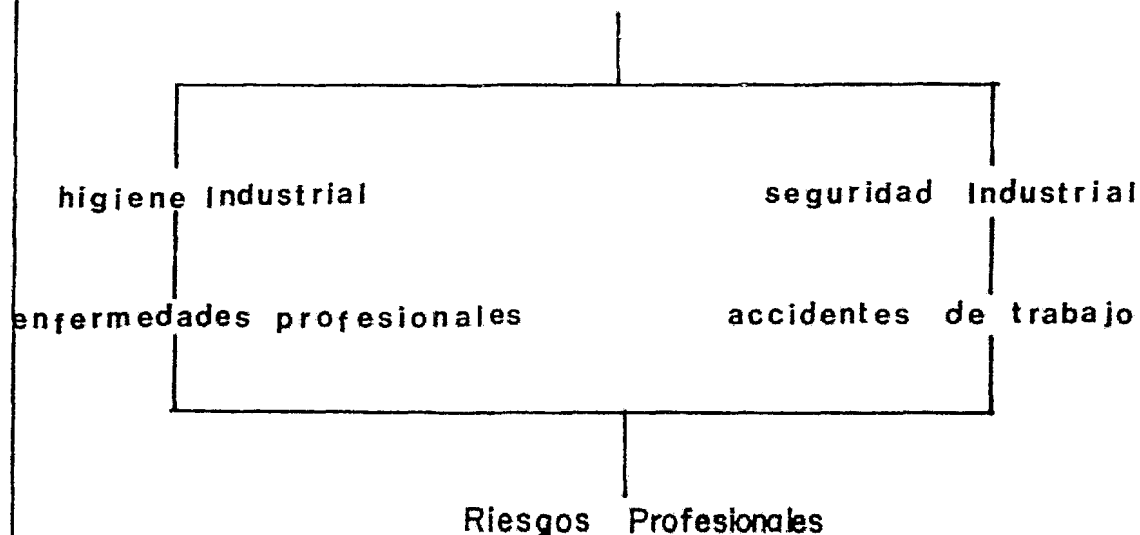 higiene Industrial
seguridad Industrial
enfermedades profesionales
accidentes de trabajo
Riesgos Profesionales